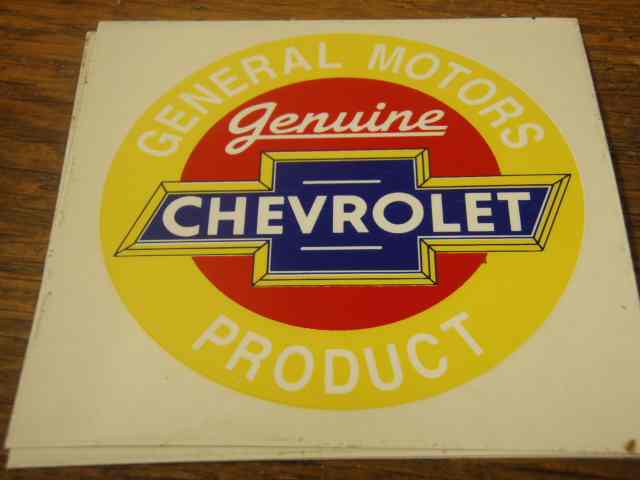 GENERAL MOTORS
Genuine
CHEVROLET
PRODUCT